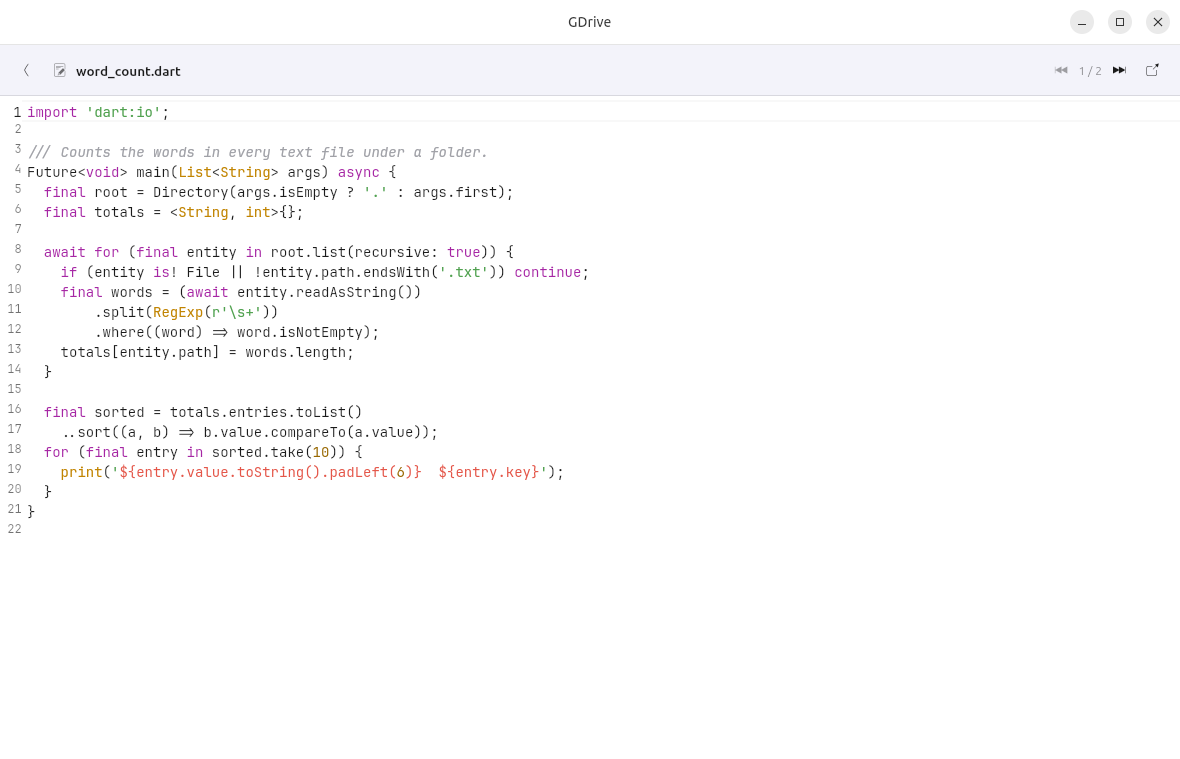 GDrive
word_count.dart
1 / 2
1 import 'dart:io';
2
3 /// Counts the words in every text file under a folder.
4 Future<void> main(List<String> args) async {
5   final root = Directory(args.isEmpty ? '.' : args.first);
6   final totals = <String, int>{};
7
8   await for (final entity in root.list(recursive: true)) {
9     if (entity is! File || !entity.path.endsWith('.txt')) continue;
10     final words = (await entity.readAsString())
11         .split(RegExp(r'\s+'))
12         .where((word) => word.isNotEmpty);
13     totals[entity.path] = words.length;
14   }
15
16   final sorted = totals.entries.toList()
17     ..sort((a, b) => b.value.compareTo(a.value));
18   for (final entry in sorted.take(10)) {
19     print('${entry.value.toString().padLeft(6)}  ${entry.key}');
20   }
21 }
22